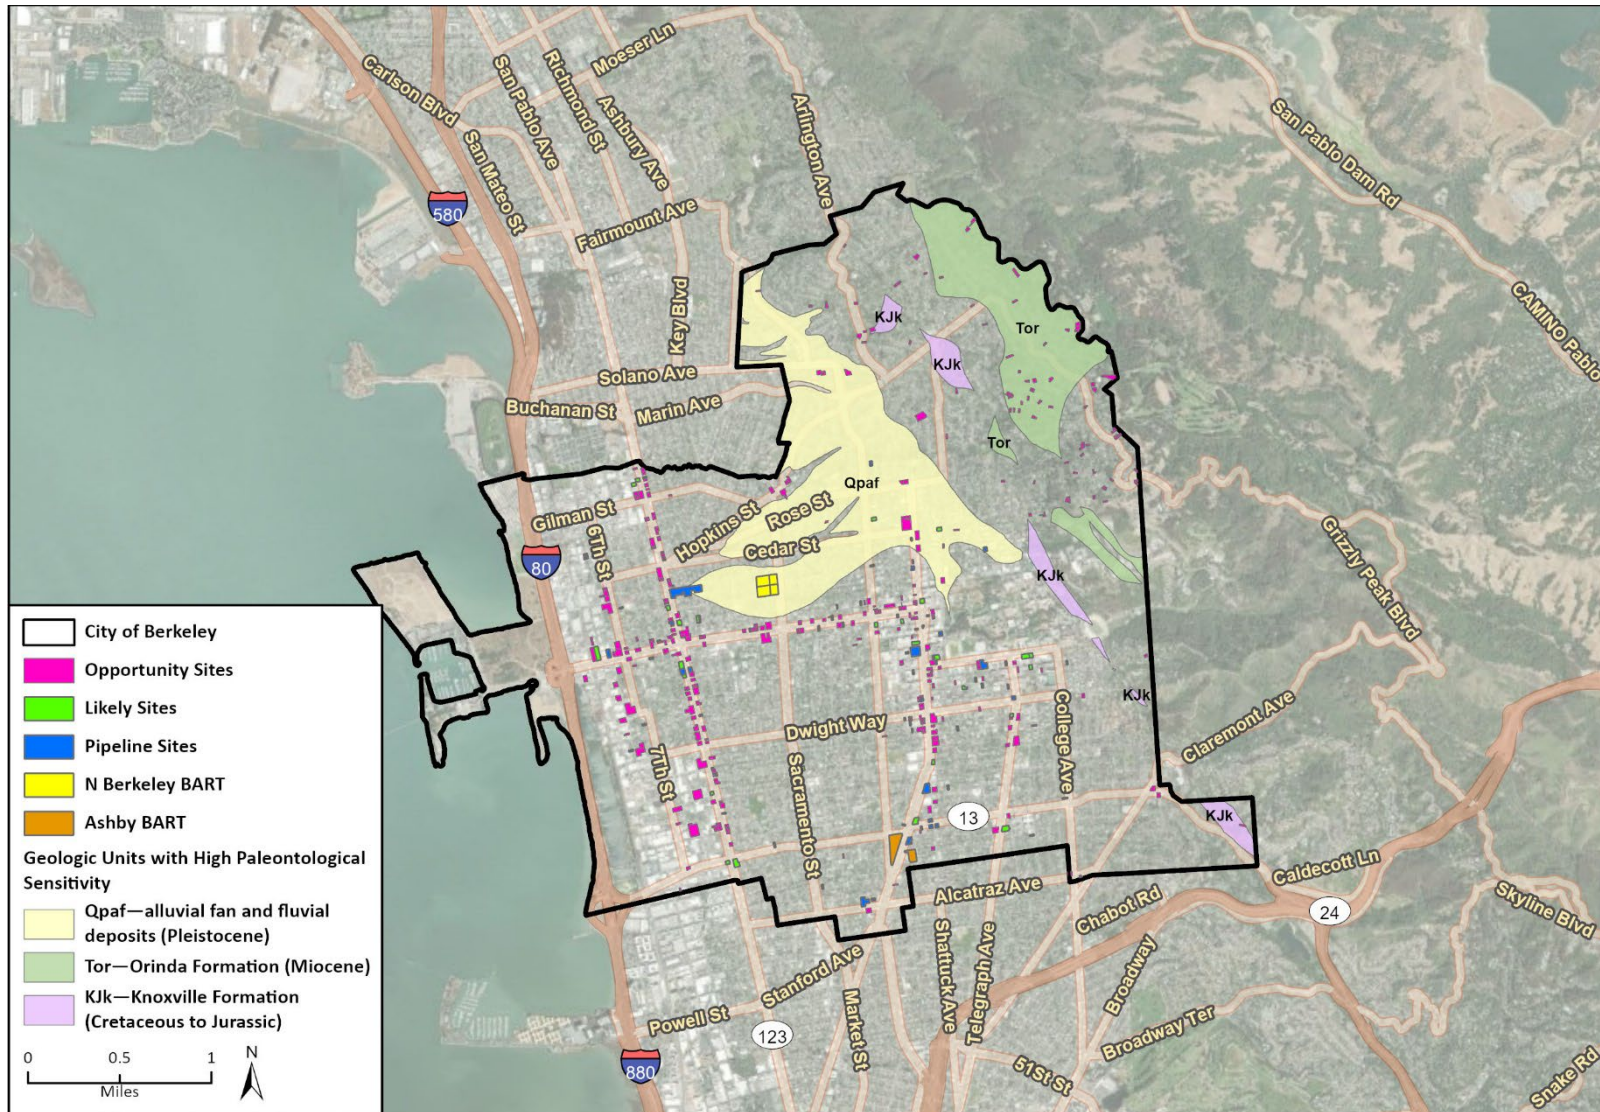 Carlson Blvd
San Pablo Ave
Richmond St
Moeser Ln
Ashbury Ave
Arlington Ave
San Pablo Dam Rd
San Mateo St
580
Fairmount Ave
Key Blvd
CAMINO Pablo
KJk
Tor
KJk
Solano Ave
Buchanan St
Marin Ave
Tor
Qpaf
Gilman St
Hopkins St
Rose St
6Th St
Cedar St
80
KJk
Grizzly Peak Blvd
KJk
Dwight Way
College Ave
Claremont Ave
7Th St
Sacramento St
13
KJk
Caldecott Ln
Alcatraz Ave
Chabot Rd
24
Skyline Blvd
Shattuck Ave
Telegraph Ave
Stanford Ave
Broadway
Powell St
Market St
123
Broadway Ter
51St St
880
Snake Rd
City of Berkeley
Opportunity Sites
Likely Sites
Pipeline Sites
N Berkeley BART
Ashby BART
Geologic Units with High Paleontological
Sensitivity
Qpaf—alluvial fan and fluvial
deposits (Pleistocene)
Tor—Orinda Formation (Miocene)
KJk—Knoxville Formation
(Cretaceous to Jurassic)
0 0.5 1
Miles
N